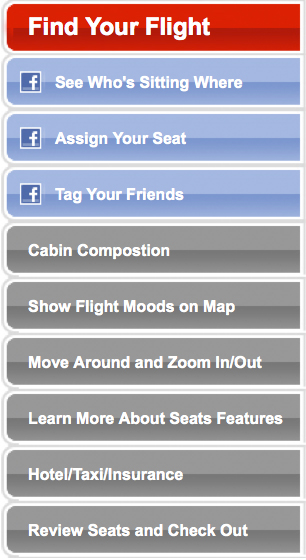 Find Your Flight
See Who's Sitting Where
Assign Your Seat
Tag Your Friends
Cabin Compostion
Show Flight Moods on Map
Move Around and Zoom In/Out
Learn More About Seats Features
Hotel/Taxi/Insurance
Review Seats and Check Out